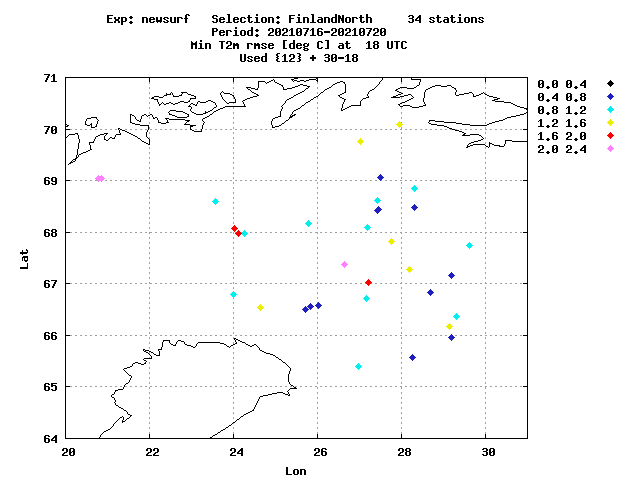 Exp: newsurf Selection: FinlandNorth 34 stations
Period: 20210716-20210720
Min T2m rmse [deg C] at 18 UTC
Used {12} + 30-18
71
70
69
68
67
66
65
64
Lat
20 22 24 26 28 30
Lon
0.0 0.4
0.4 0.8
0.8 1.2
1.2 1.6
1.6 2.0
2.0 2.4